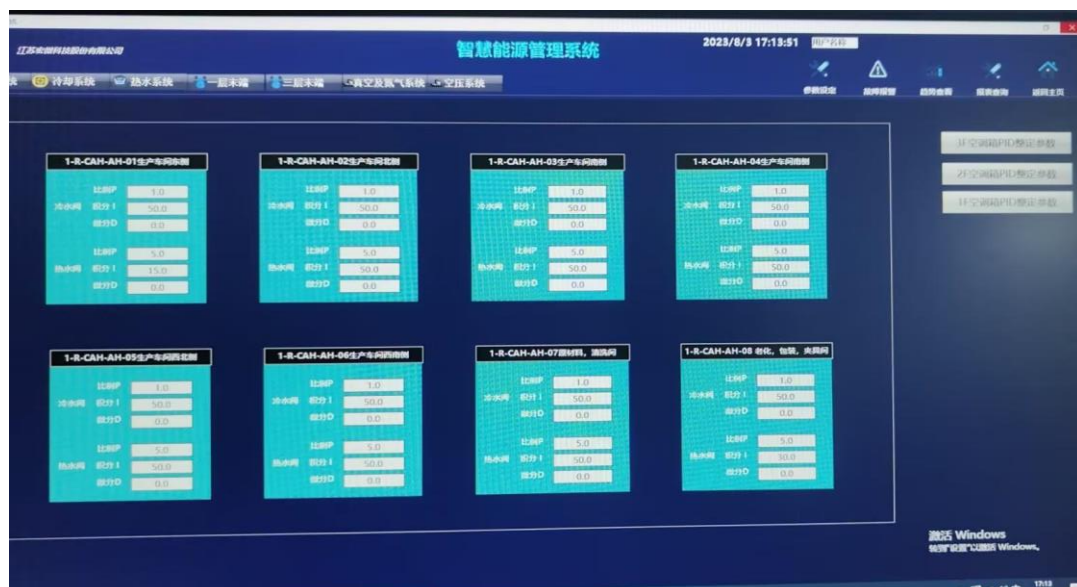 江苏宏微科技股份有限公司
智慧能源管理系统
2023/8/3 17:13:51
用户名称
冷却系统 热水系统 一层末端 三层末端 真空及氮气系统 空压系统
参数设定 故障报警 趋势查看 报表查询 返回主页
1-R-CAH-AH-01生产车间东侧
比例P 1.0
冷水阀 积分 I 50.0
微分D 0.0
比例P 5.0
热水阀 积分 I 15.0
微分D 0.0
1-R-CAH-AH-02生产车间北侧
比例P 1.0
冷水阀 积分 I 50.0
微分D 0.0
比例P 5.0
热水阀 积分 I 50.0
微分D 0.0
1-R-CAH-AH-03生产车间南侧
比例P 1.0
冷水阀 积分 I 50.0
微分D 0.0
比例P 5.0
热水阀 积分 I 50.0
微分D 0.0
1-R-CAH-AH-04生产车间南侧
比例P 1.0
冷水阀 积分 I 50.0
微分D 0.0
比例P 5.0
热水阀 积分 I 50.0
微分D 0.0
1-R-CAH-AH-05生产车间西北侧
比例P 1.0
冷水阀 积分 I 50.0
微分D 0.0
比例P 5.0
热水阀 积分 I 50.0
微分D 0.0
1-R-CAH-AH-06生产车间西南侧
比例P 1.0
冷水阀 积分 I 50.0
微分D 0.0
比例P 5.0
热水阀 积分 I 50.0
微分D 0.0
1-R-CAH-AH-07原材料，清洗间
比例P 1.0
冷水阀 积分 I 50.0
微分D 0.0
比例P 5.0
热水阀 积分 I 50.0
微分D 0.0
1-R-CAH-AH-08 老化，包装，夹具间
比例P 1.0
冷水阀 积分 I 50.0
微分D 0.0
比例P 5.0
热水阀 积分 I 30.0
微分D 0.0
空调箱PID整定参数
2F空调箱PID整定参数
空调箱PID整定参数
激活 Windows
转到"设置"以激活 Windows。
17:13